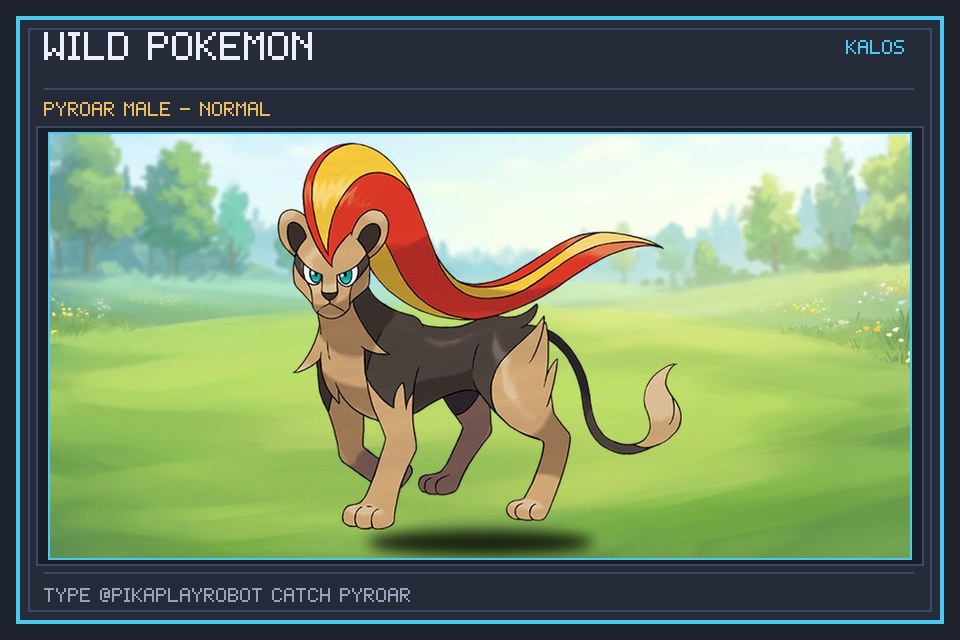 WILD POKEMON
KALOS
PYROAR MALE - NORMAL
TYPE @PIKAPLAYROBOT CATCH PYROAR